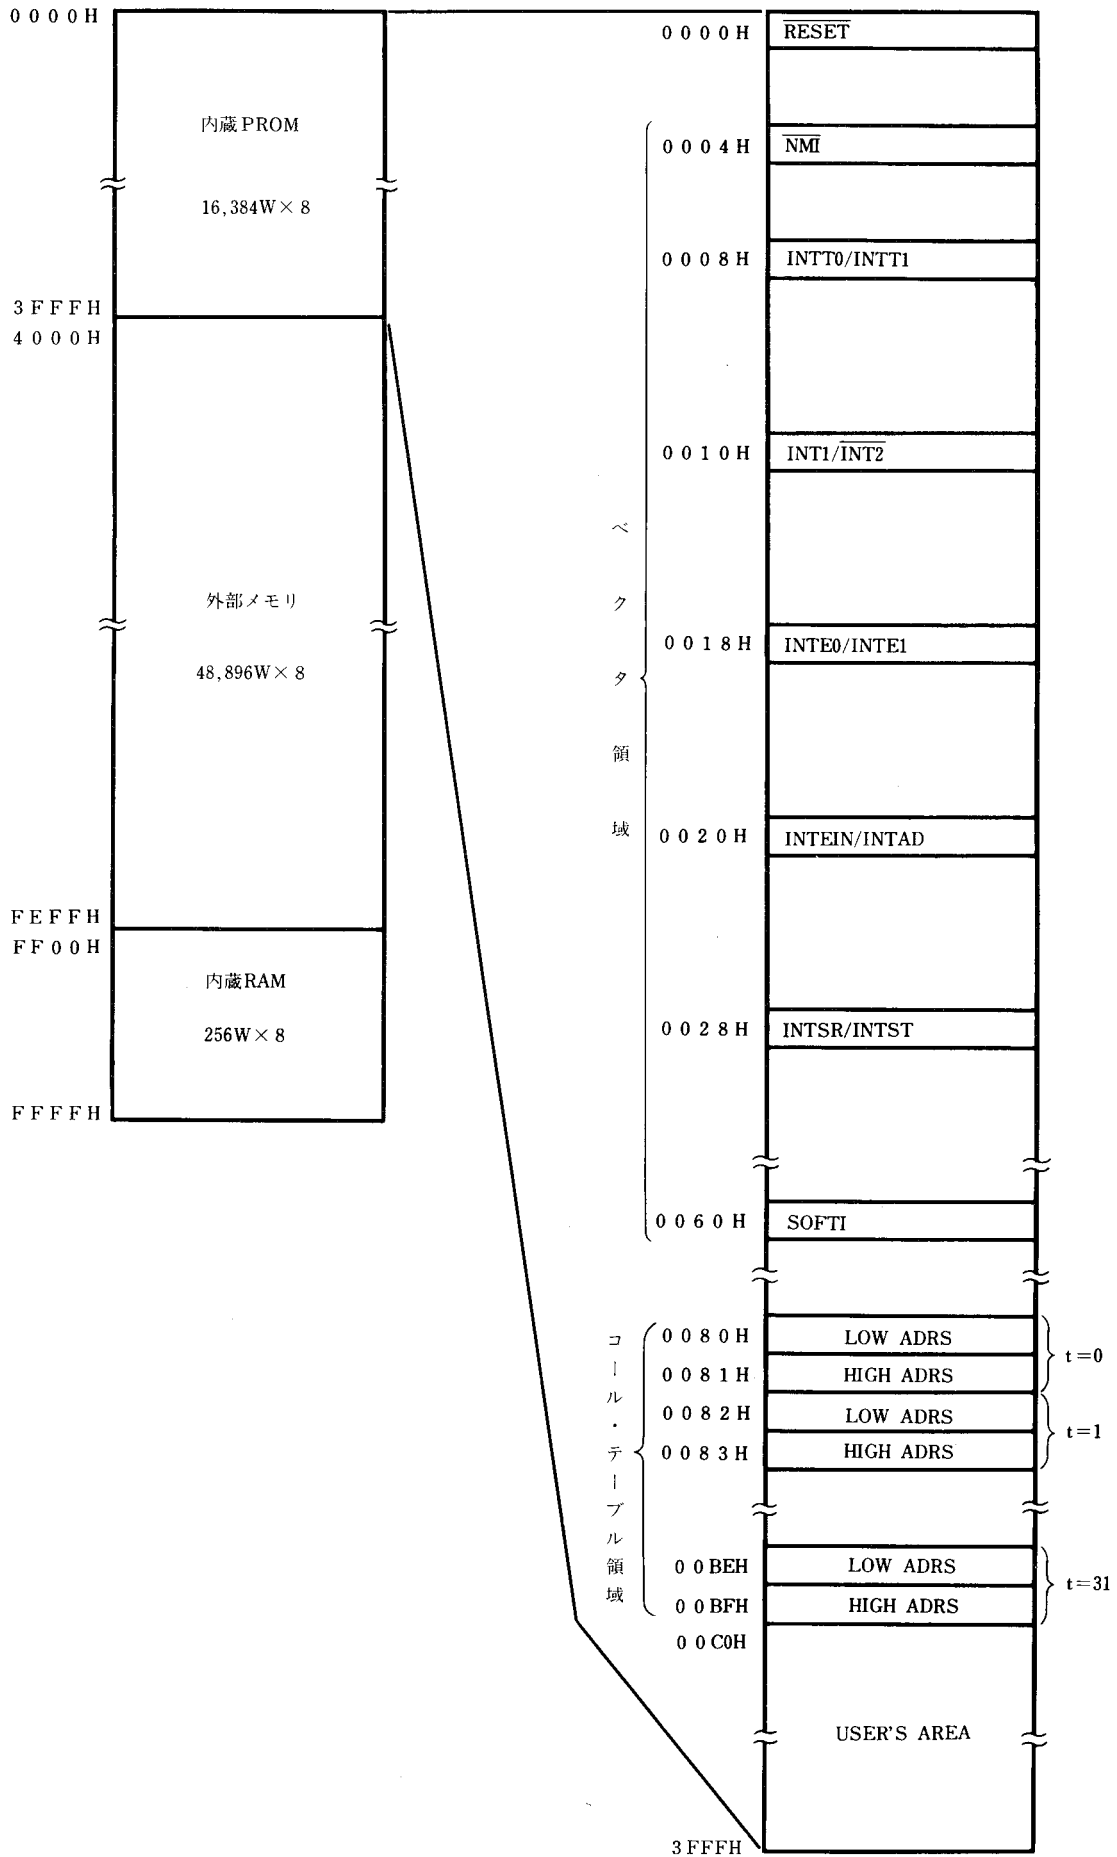 0000H
内蔵PROM
16,384W×8
3FFFH
4000H
外部メモリ
48,896W×8
FEFFH
FF00H
内蔵RAM
256W×8
FFFFH
ベクタ領域
0000H RESET
0004H NMI
0008H INTT0/INTT1
0010H INT1/INT2
0018H INTE0/INTE1
0020H INTEIN/INTAD
0028H INTSR/INTST
0060H SOFTI
コール・テーブル領域
0080H LOW ADRS
t=0
0081H HIGH ADRS
0082H LOW ADRS
t=1
0083H HIGH ADRS
00BEH LOW ADRS
t=31
00BFH HIGH ADRS
00C0H
USER'S AREA
3FFFH